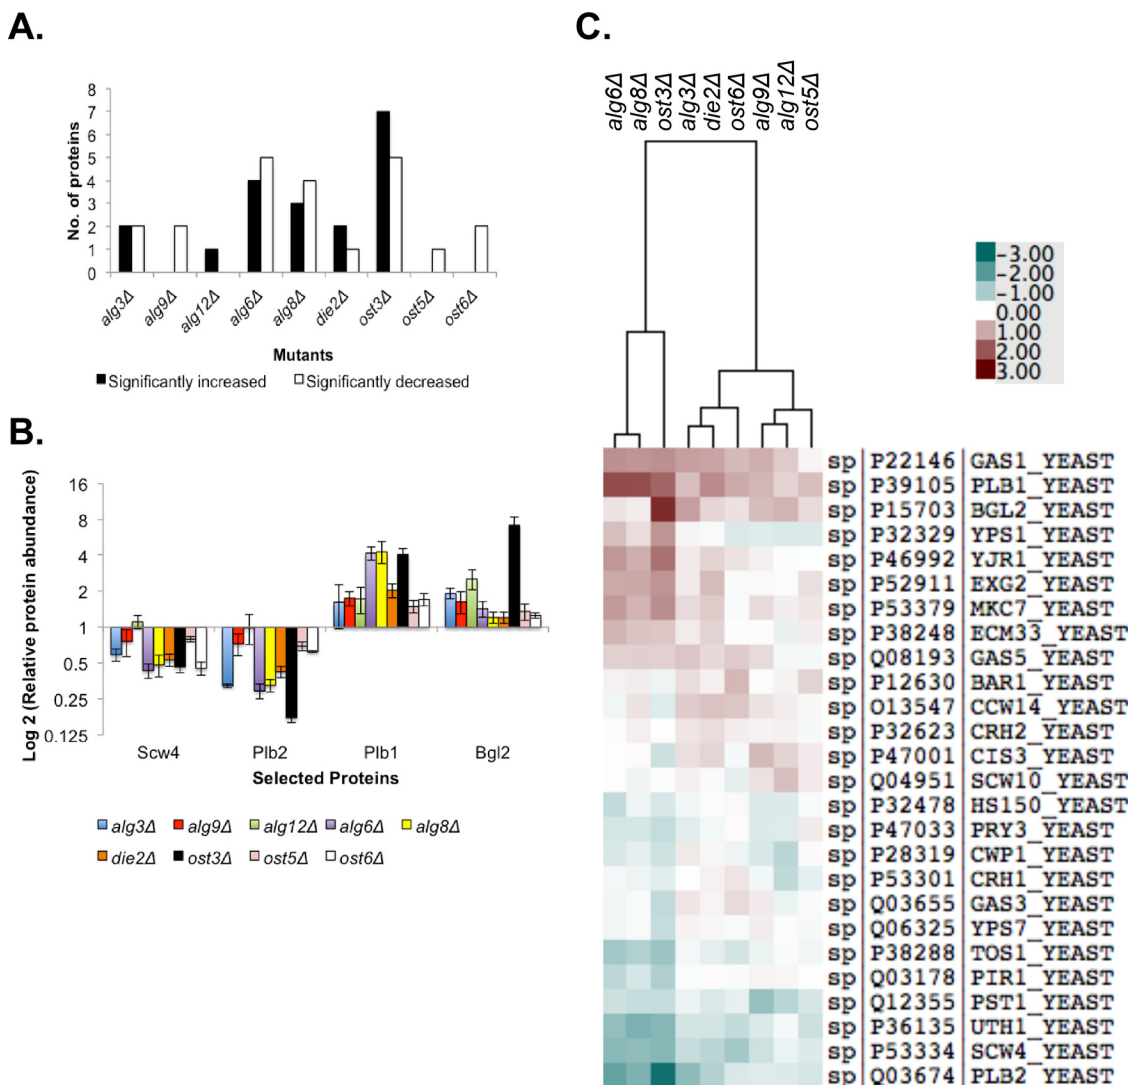 A.
8
7
6
5
4
3
2
1
0
No. of proteins
alg3Δ alg9Δ alg12Δ alg6Δ alg8Δ die2Δ ost3Δ ost5Δ ost6Δ
Mutants
Significantly increased Significantly decreased
B.
Log 2 (Relative protein abundance)
16
8
4
2
1
0.5
0.25
0.125
Scw4 Plb2 Plb1 Bgl2
Selected Proteins
alg3Δ alg9Δ alg12Δ alg6Δ alg8Δ
die2Δ ost3Δ ost5Δ ost6Δ
C.
alg6Δ alg8Δ ost3Δ alg3Δ die2Δ ost6Δ alg9Δ alg12Δ ost5Δ
-3.00
-2.00
-1.00
0.00
1.00
2.00
3.00
sp|P22146|GAS1_YEAST
sp|P39105|PLB1_YEAST
sp|P15703|BGL2_YEAST
sp|P32329|YPS1_YEAST
sp|P46992|YJR1_YEAST
sp|P52911|EXG2_YEAST
sp|P53379|MKC7_YEAST
sp|P38248|ECM33_YEAST
sp|Q08193|GAS5_YEAST
sp|P12630|BAR1_YEAST
sp|O13547|CCW14_YEAST
sp|P32623|CRH2_YEAST
sp|P47001|CIS3_YEAST
sp|Q04951|SCW10_YEAST
sp|P32478|HS150_YEAST
sp|P47033|PRY3_YEAST
sp|P28319|CWP1_YEAST
sp|P53301|CRH1_YEAST
sp|Q03655|GAS3_YEAST
sp|Q06325|YPS7_YEAST
sp|P38288|TOS1_YEAST
sp|Q03178|PIR1_YEAST
sp|Q12355|PST1_YEAST
sp|P36135|UTH1_YEAST
sp|P53334|SCW4_YEAST
sp|Q03674|PLB2_YEAST